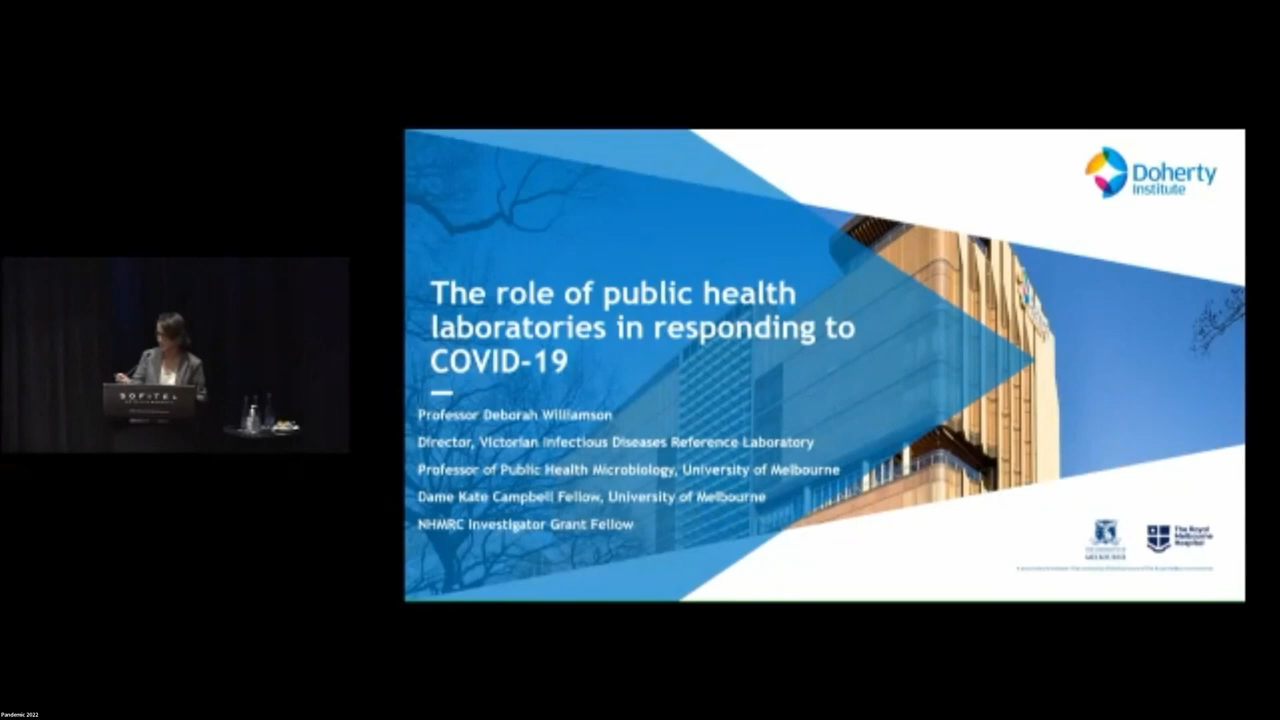 Doherty
Institute
The role of public health
laboratories in responding to
COVID-19
Professor Deborah Williamson
Director, Victorian Infectious Diseases Reference Laboratory
Professor of Public Health Microbiology, University of Melbourne
Dame Kate Campbell Fellow, University of Melbourne
NHMRC Investigator Grant Fellow
SOFITEL
The Royal
Melbourne
Hospital
Pandemic 2022